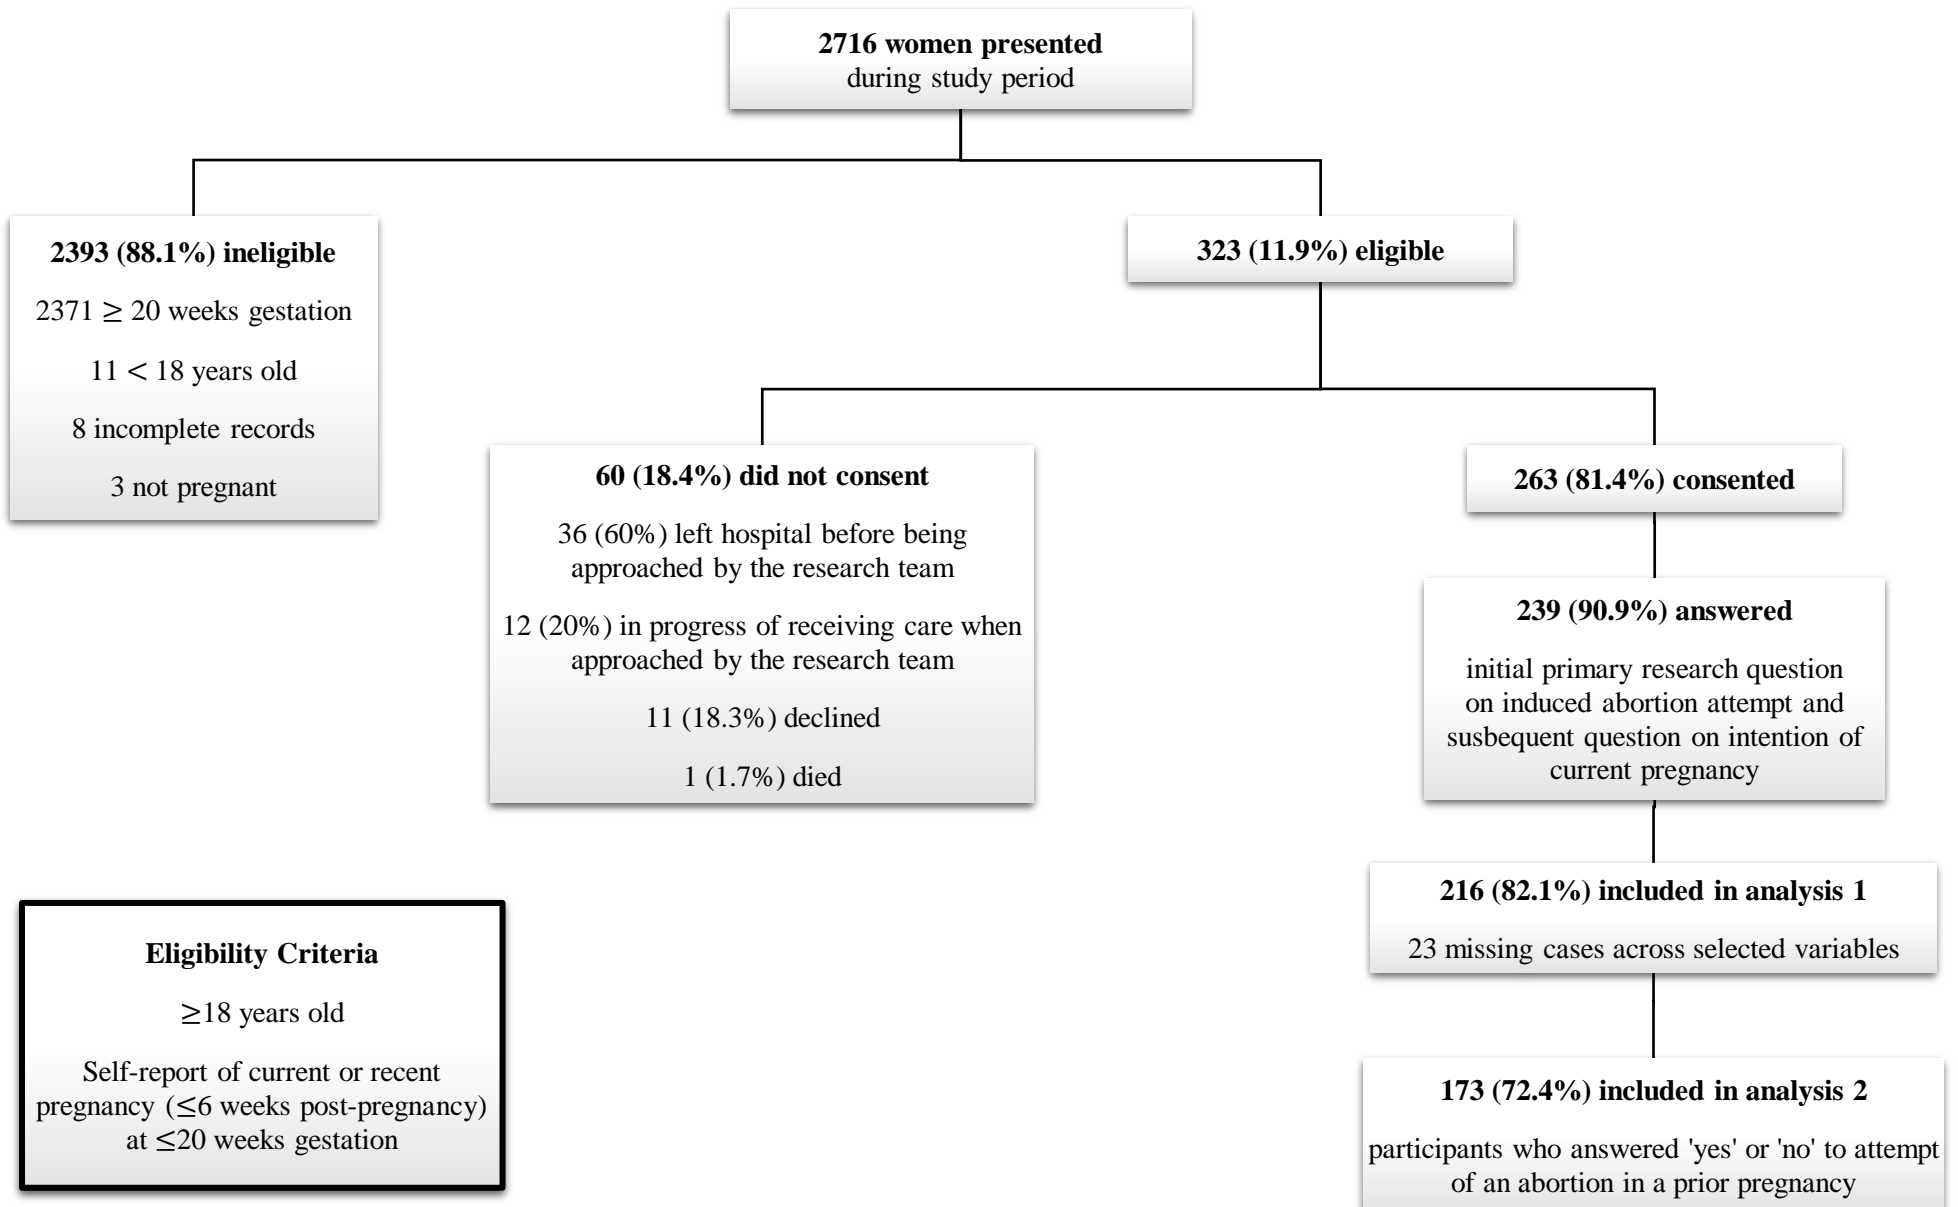 2716 women presented
during study period
2393 (88.1%) ineligible
2371 ≥ 20 weeks gestation
11 < 18 years old
8 incomplete records
3 not pregnant
323 (11.9%) eligible
60 (18.4%) did not consent
36 (60%) left hospital before being
approached by the research team
12 (20%) in progress of receiving care when
approached by the research team
11 (18.3%) declined
1 (1.7%) died
263 (81.4%) consented
239 (90.9%) answered
initial primary research question
on induced abortion attempt and
susbequent question on intention of
current pregnancy
216 (82.1%) included in analysis 1
23 missing cases across selected variables
173 (72.4%) included in analysis 2
participants who answered 'yes' or 'no' to attempt
of an abortion in a prior pregnancy
Eligibility Criteria
≥18 years old
Self-report of current or recent
pregnancy (≤6 weeks post-pregnancy)
at ≤20 weeks gestation